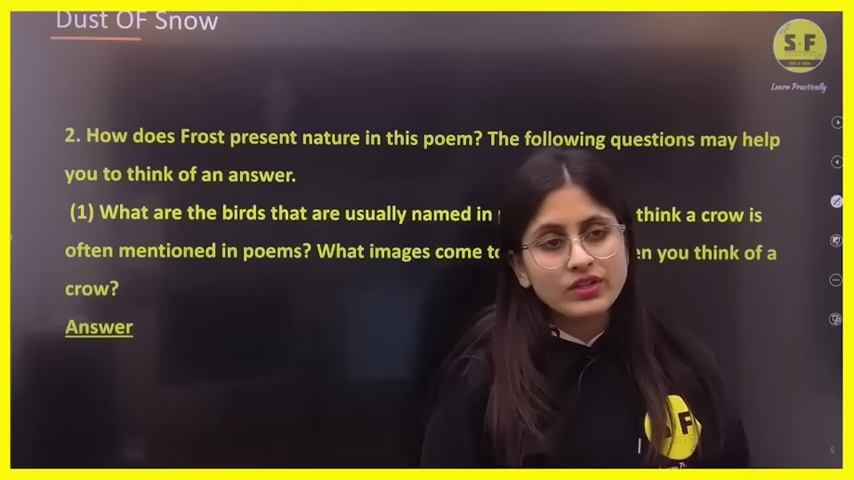 Dust OF Snow
S F
Learn Practically
2. How does Frost present nature in this poem? The following questions may help
you to think of an answer.
(1) What are the birds that are usually named in think a crow is
often mentioned in poems? What images come to en you think of a
crow?
Answer
S F
5